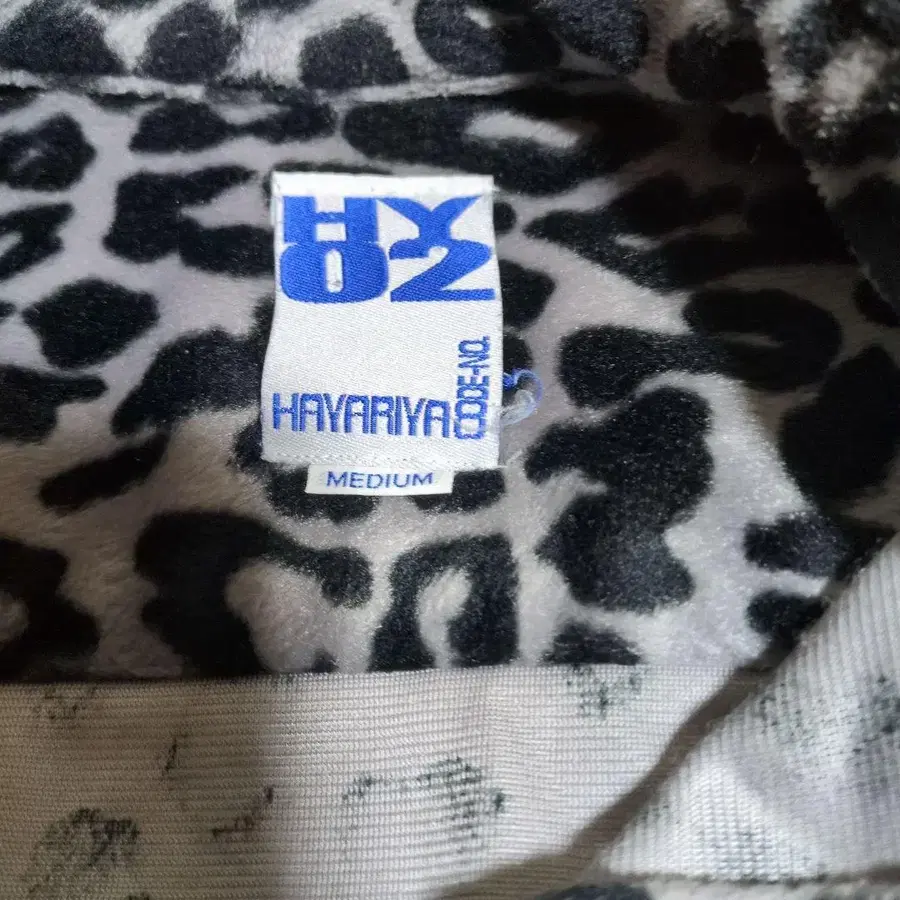 HY
02
CODE-NO.
HAYARIYA
MEDIUM